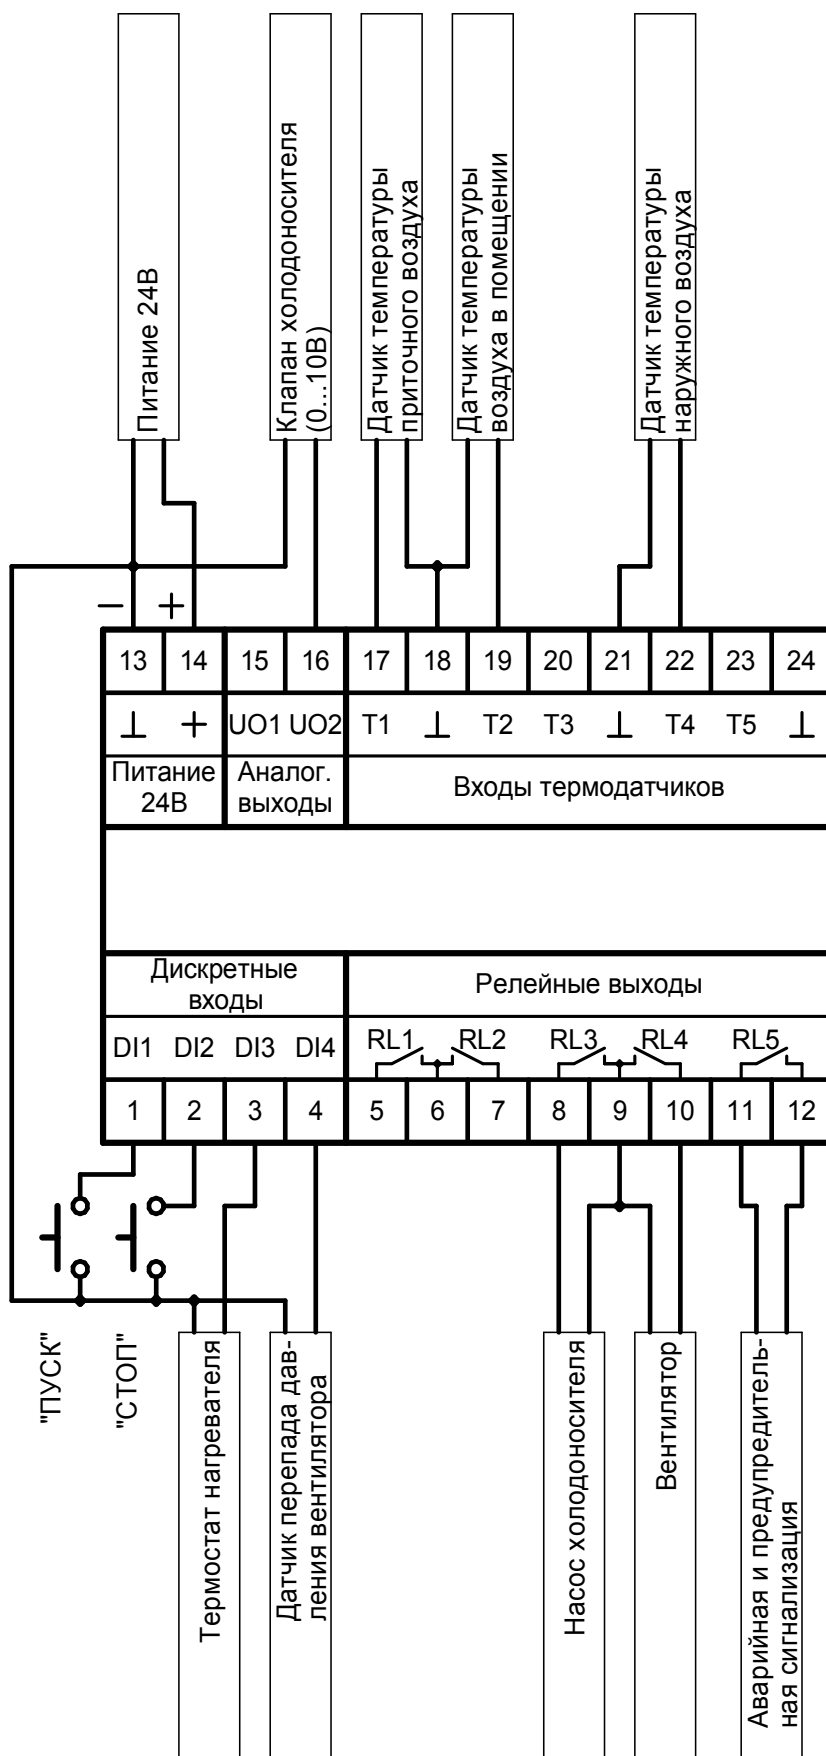 Питание 24В
Клапан холодоносителя
(0...10В)
Датчик температуры
приточного воздуха
Датчик температуры
воздуха в помещении
Датчик температуры
наружного воздуха
− +
13 14 15 16 17 18 19 20 21 22 23 24
⊥ + UO1 UO2 T1 ⊥ T2 T3 ⊥ T4 T5 ⊥
Питание
24В
Аналог.
выходы
Входы термодатчиков
Дискретные
входы
Релейные выходы
DI1 DI2 DI3 DI4 RL1 RL2 RL3 RL4 RL5
1 2 3 4 5 6 7 8 9 10 11 12
"ПУСК"
"СТОП"
Термостат нагревателя
Датчик перепада дав-
ления вентилятора
Насос холодоносителя
Вентилятор
Аварийная и предупредитель-
ная сигнализация